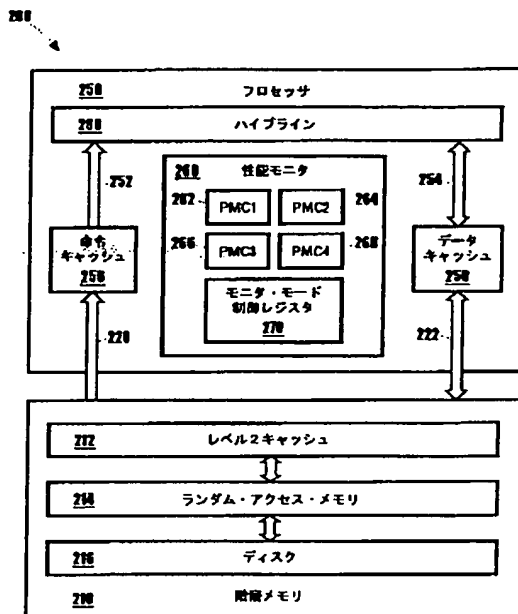 200
250 プロセッサ
280 パイプライン
252
260 性能モニタ
254
262 PMC1 PMC2 264
266 PMC3 PMC4 268
命令
キャッシュ
256
データ
キャッシュ
258
モニタ・モード
制御レジスタ
270
220
222
212 レベル2キャッシュ
214 ランダム・アクセス・メモリ
216 ディスク
210 階層メモリ